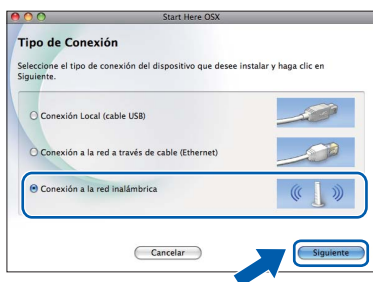 Start Here OSX
Tipo de Conexión
Seleccione el tipo de conexión del dispositivo que desee instalar y haga clic en
Siguiente.
Conexión Local (cable USB)
Conexión a la red a través de cable (Ethernet)
Conexión a la red inalámbrica
Cancelar
Siguiente